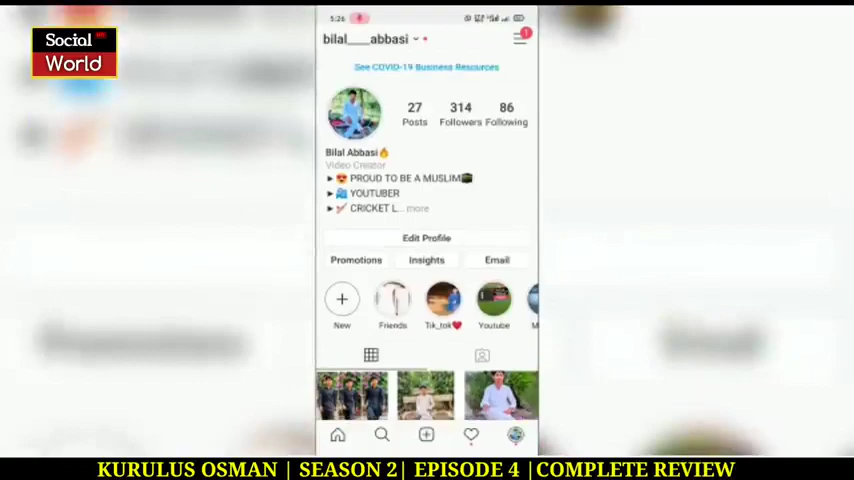 5:26
Social
World
bilal____abbasi
1
See COVID-19 Business Resources
27 314 86
Posts Followers Following
Bilal Abbasi🔥
Video Creator
► 😍 PROUD TO BE A MUSLIM🕋
► YOUTUBER
► CRICKET L... more
Edit Profile
Promotions Insights Email
New Friends Tik_tok❤ Youtube M
KURULUS OSMAN | SEASON 2| EPISODE 4 |COMPLETE REVIEW